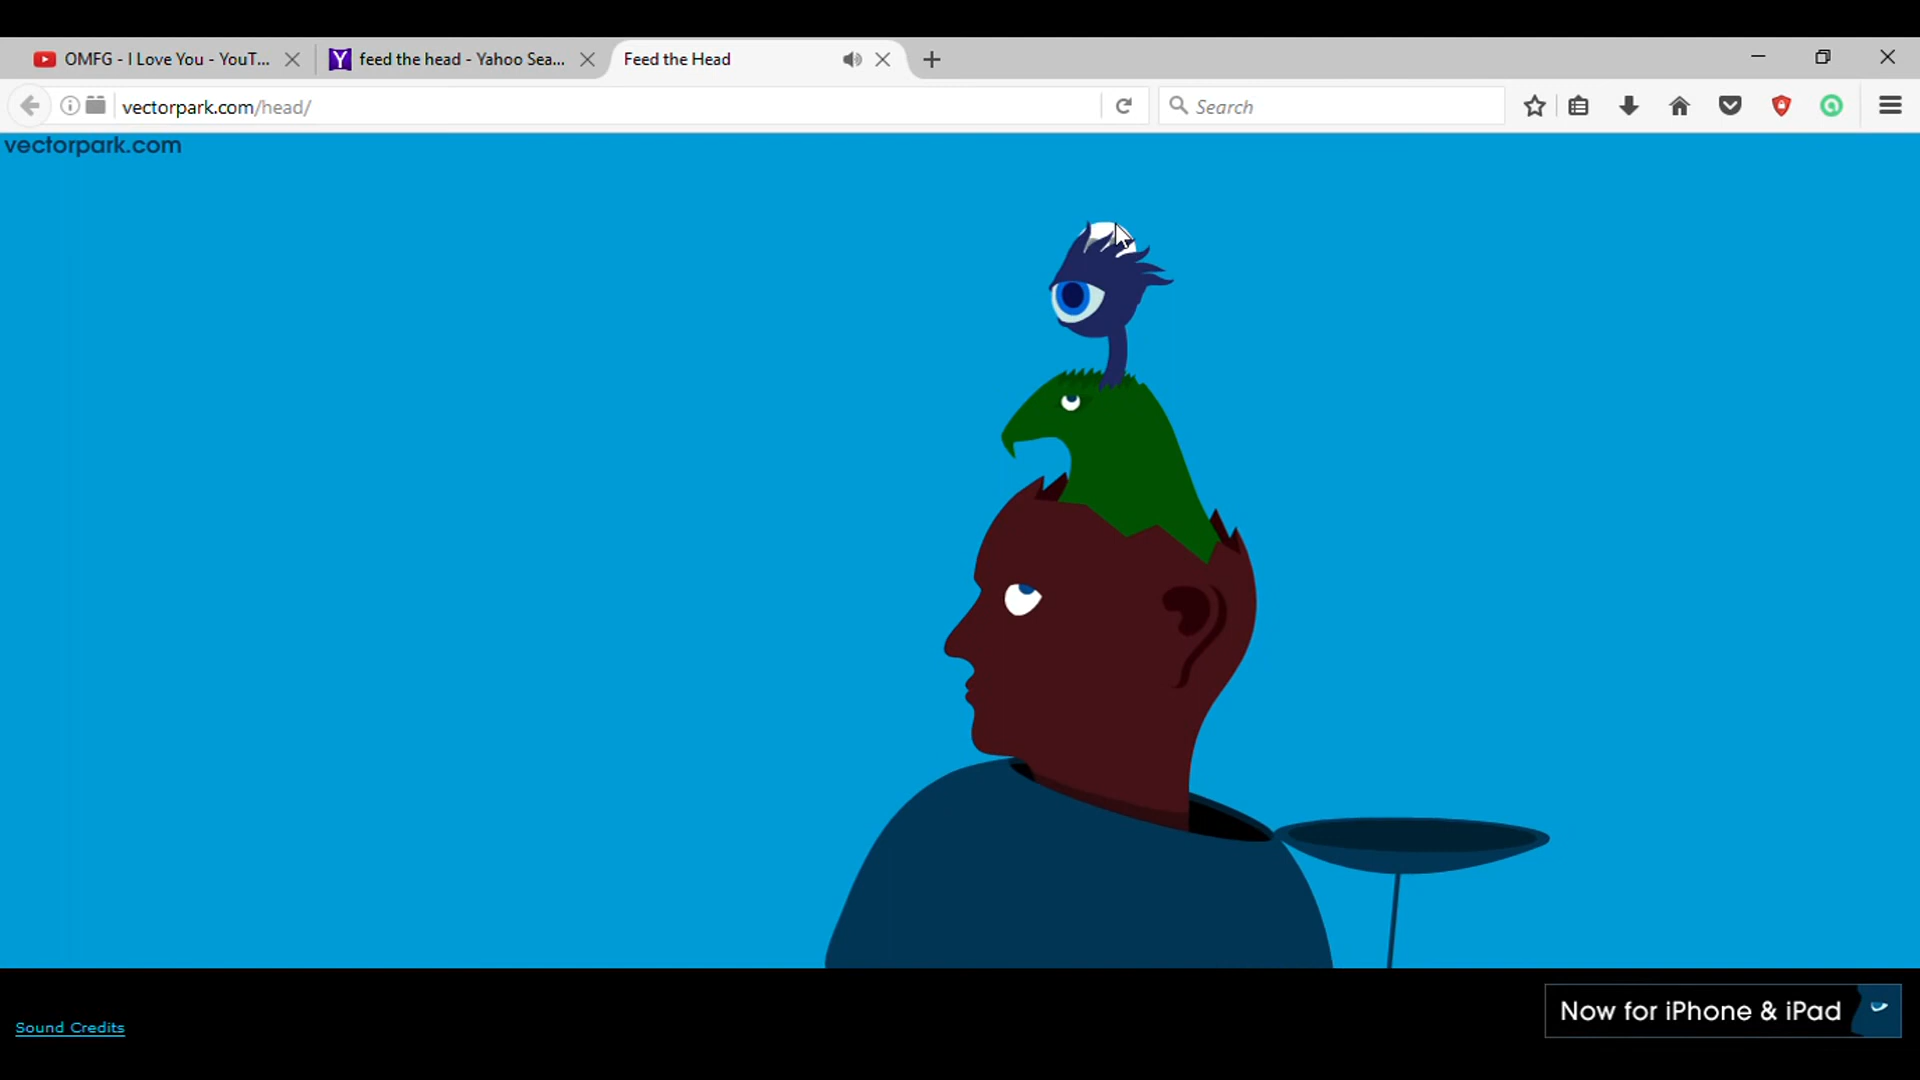 OMFG - I Love You - YouT...
feed the head - Yahoo Sea...
Feed the Head
vectorpark.com/head/
Search
vectorpark.com
Sound Credits
Now for iPhone & iPad